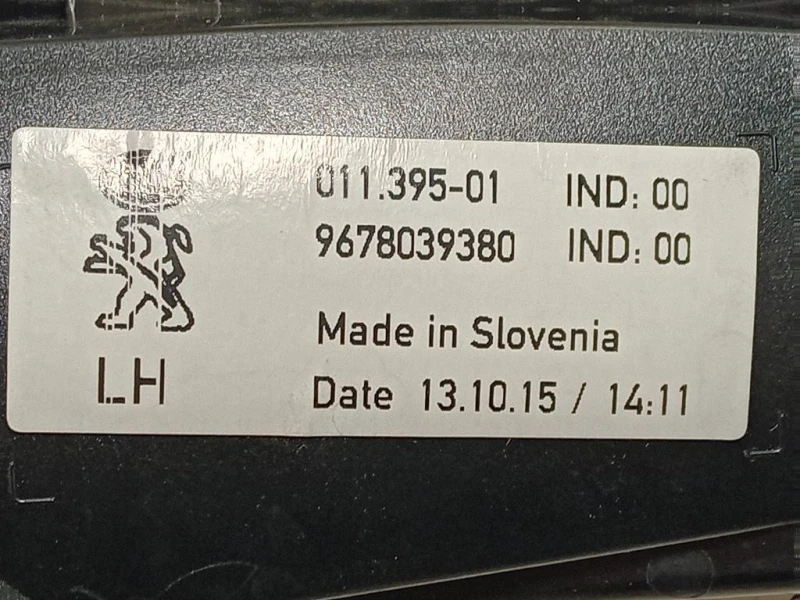 011.395-01 IND: 00
9678039380 IND: 00
Made in Slovenia
LH
Date 13.10.15 / 14:11